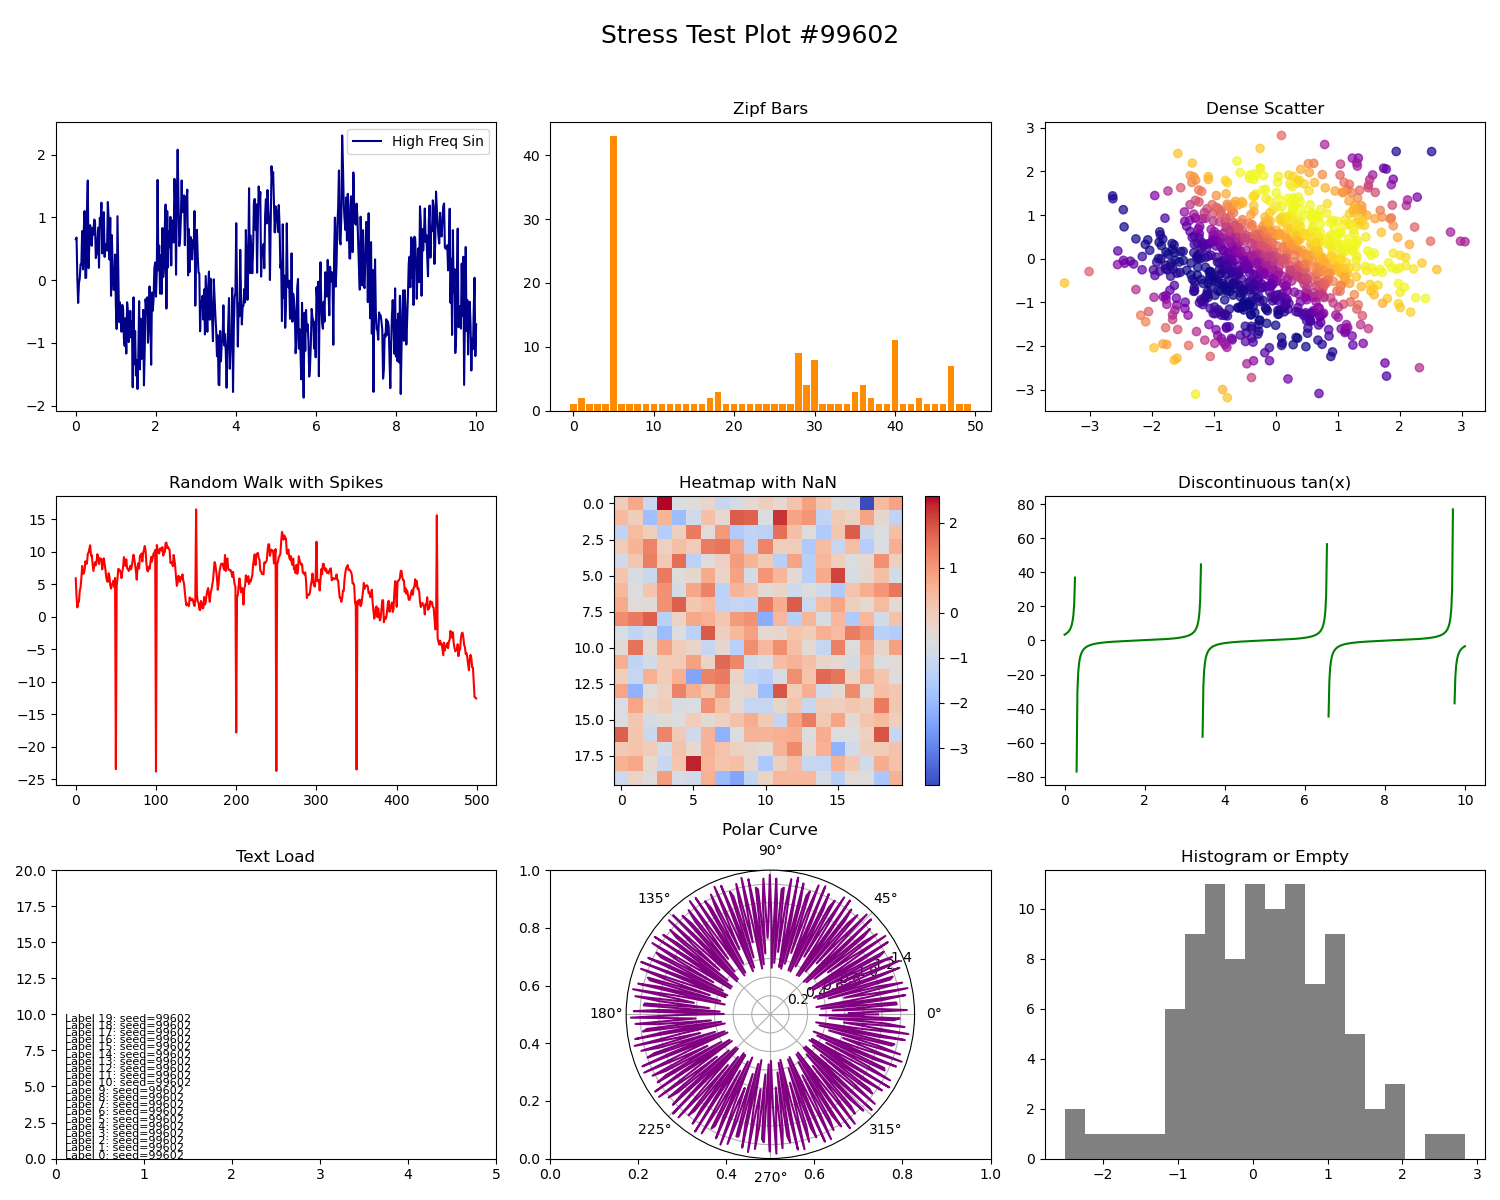 Stress Test Plot #99602
High Freq Sin
2
1
0
−1
−2
0 2 4 6 8 10
Zipf Bars
40
30
20
10
0
0 10 20 30 40 50
Dense Scatter
3
2
1
0
−1
−2
−3
−3 −2 −1 0 1 2 3
Random Walk with Spikes
15
10
5
0
−5
−10
−15
−20
−25
0 100 200 300 400 500
Heatmap with NaN
0.0
2.5
5.0
7.5
10.0
12.5
15.0
17.5
0 5 10 15
2
1
0
−1
−2
−3
Discontinuous tan(x)
80
60
40
20
0
−20
−40
−60
−80
0 2 4 6 8 10
Text Load
20.0
17.5
15.0
12.5
10.0
7.5
5.0
2.5
0.0
0 1 2 3 4 5
Label 19: seed=99602
Label 18: seed=99602
Label 17: seed=99602
Label 16: seed=99602
Label 15: seed=99602
Label 14: seed=99602
Label 13: seed=99602
Label 12: seed=99602
Label 11: seed=99602
Label 10: seed=99602
Label 9: seed=99602
Label 8: seed=99602
Label 7: seed=99602
Label 6: seed=99602
Label 5: seed=99602
Label 4: seed=99602
Label 3: seed=99602
Label 2: seed=99602
Label 1: seed=99602
Label 0: seed=99602
Polar Curve
90°
135° 45°
180° 0°
225° 315°
270°
0.2
0.4
1.4
1.0
0.8
0.6
0.4
0.2
0.0
0.0 0.2 0.4 0.6 0.8 1.0
Histogram or Empty
10
8
6
4
2
0
−2 −1 0 1 2 3